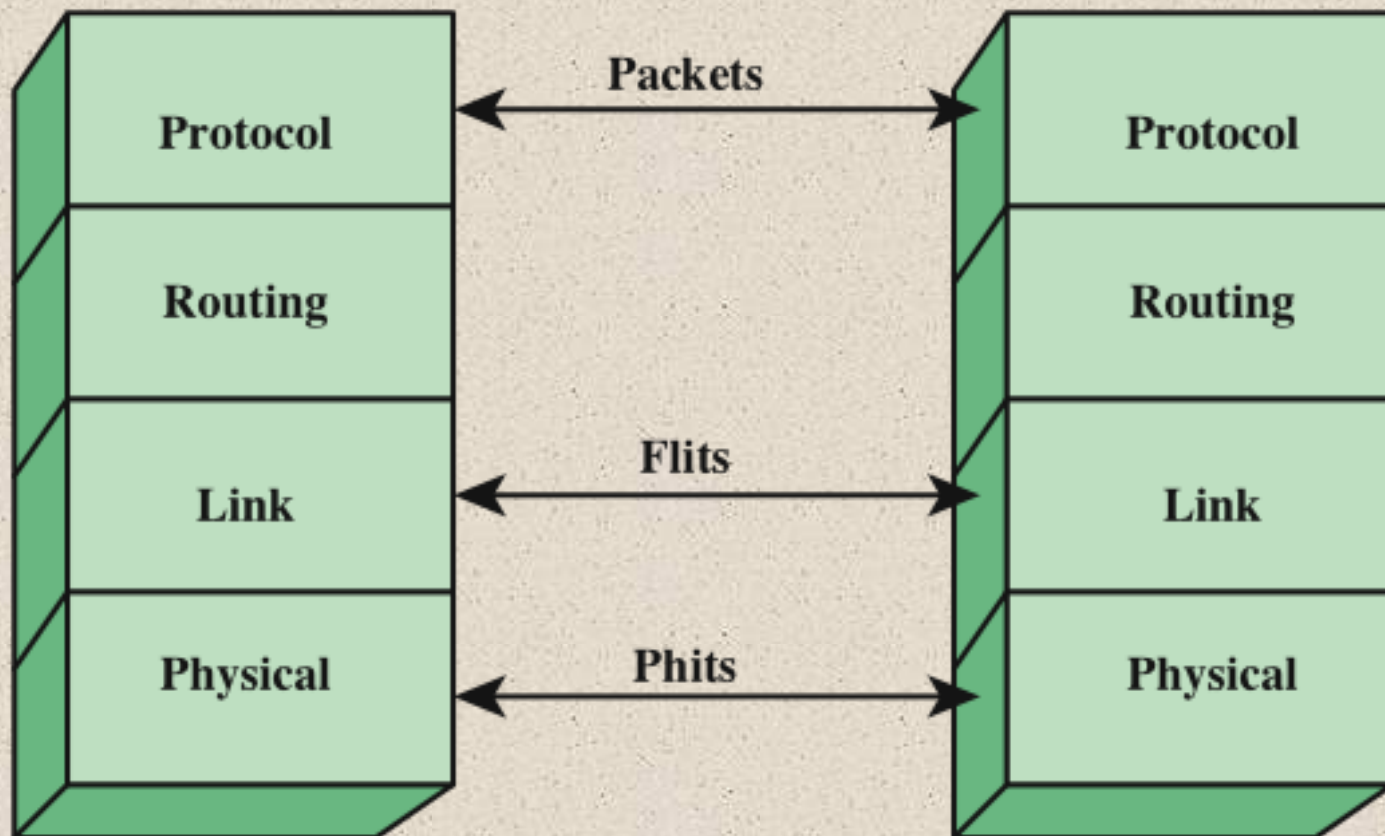 Packets
Protocol
Protocol
Routing
Routing
Flits
Link
Link
Phits
Physical
Physical